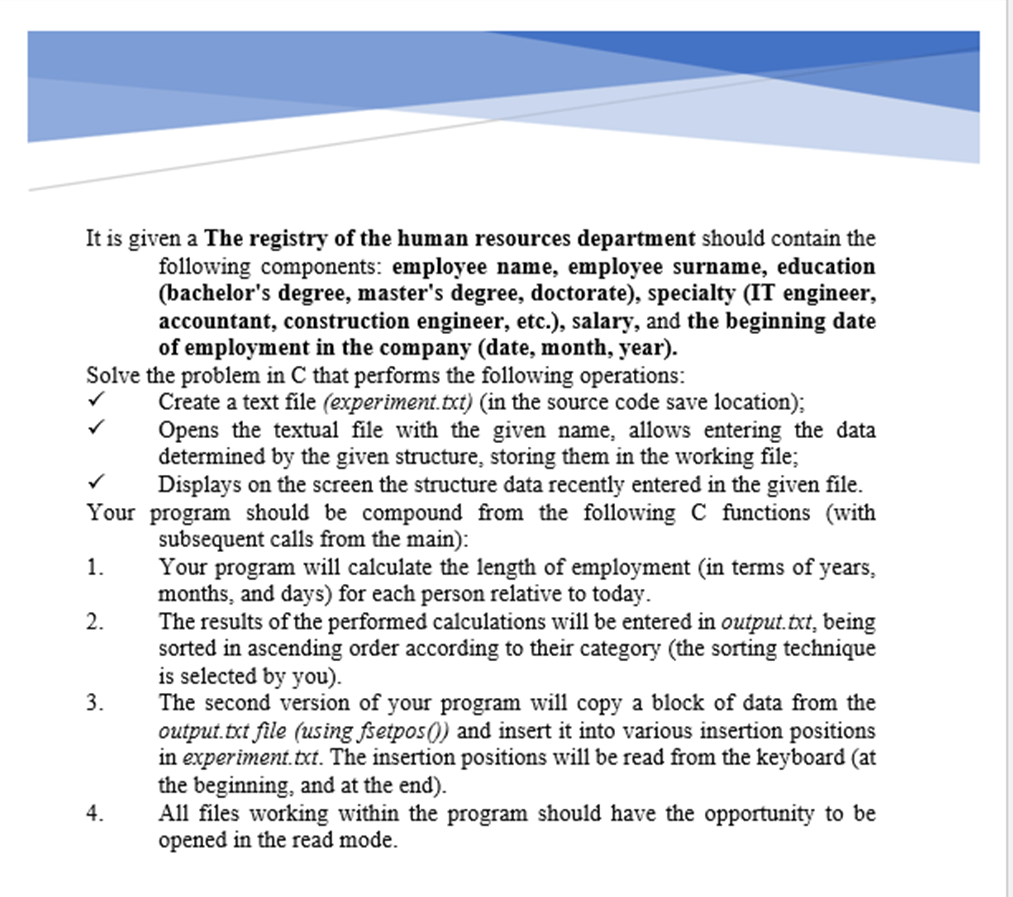 It is given a The registry of the human resources department should contain the
following components: employee name, employee surname, education
(bachelor's degree, master's degree, doctorate), specialty (IT engineer,
accountant, construction engineer, etc.), salary, and the beginning date
of employment in the company (date, month, year).
Solve the problem in C that performs the following operations:
✓ Create a text file (experiment.txt) (in the source code save location);
✓ Opens the textual file with the given name, allows entering the data
determined by the given structure, storing them in the working file;
✓ Displays on the screen the structure data recently entered in the given file.
Your program should be compound from the following C functions (with
subsequent calls from the main):
1. Your program will calculate the length of employment (in terms of years,
months, and days) for each person relative to today.
2. The results of the performed calculations will be entered in output.txt, being
sorted in ascending order according to their category (the sorting technique
is selected by you).
3. The second version of your program will copy a block of data from the
output.txt file (using fsetpos()) and insert it into various insertion positions
in experiment.txt. The insertion positions will be read from the keyboard (at
the beginning, and at the end).
4. All files working within the program should have the opportunity to be
opened in the read mode.